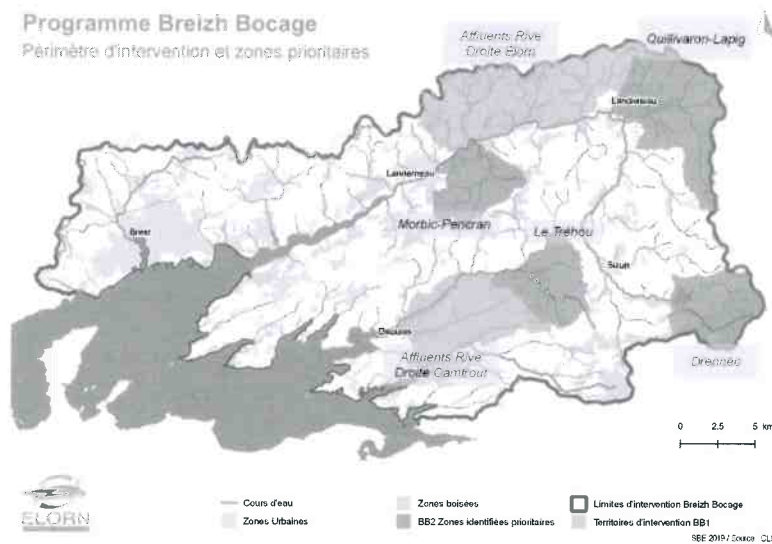 Programme Breizh Bocage
Périmètre d'intervention et zones prioritaires
Affluents Rive
Droite Elorn
Quillivaron-Lapig
Landivisiau
Landerneau
Morbic-Pencran
Le Tréhou
Brest
Sizun
Daoulas
Affluents Rive
Droite Camfrout
Drennec
0 2.5 5 km
ELORN
Cours d'eau
Zones Urbaines
Zones boisées
BB2 Zones identifiées prioritaires
Limites d'intervention Breizh Bocage
Territoires d'intervention BB1
SBE 2019 / Source